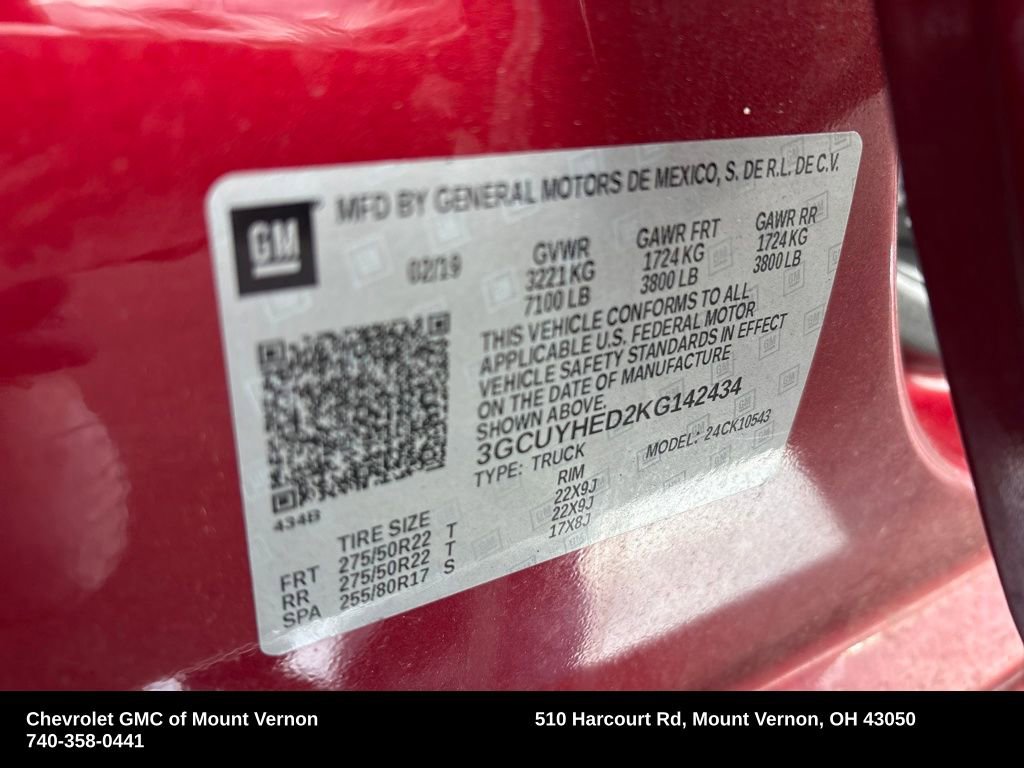 GM
MFD BY GENERAL MOTORS DE MEXICO, S. DE R.L. DE C.V.
02/19
GVWR GAWR FRT GAWR RR
3221 KG 1724 KG 1724 KG
7100 LB 3800 LB 3800 LB
THIS VEHICLE CONFORMS TO ALL
APPLICABLE U.S. FEDERAL MOTOR
VEHICLE SAFETY STANDARDS IN EFFECT
ON THE DATE OF MANUFACTURE
SHOWN ABOVE.
3GCUYHED2KG142434
TYPE: TRUCK MODEL: 24CK10543
434B
TIRE SIZE RIM
FRT 275/50R22 T 22X9J
RR 275/50R22 T 22X9J
SPA 255/80R17 S 17X8J
Chevrolet GMC of Mount Vernon 510 Harcourt Rd, Mount Vernon, OH 43050
740-358-0441